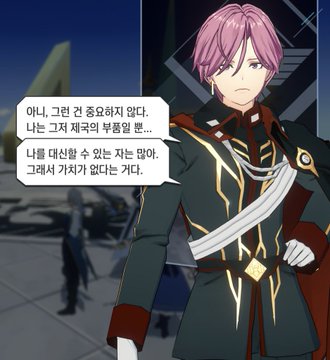 아니, 그런 건 중요하지 않다.
나는 그저 제국의 부품일 뿐...
나를 대신할 수 있는 자는 많아.
그래서 가치가 없다는 거다.